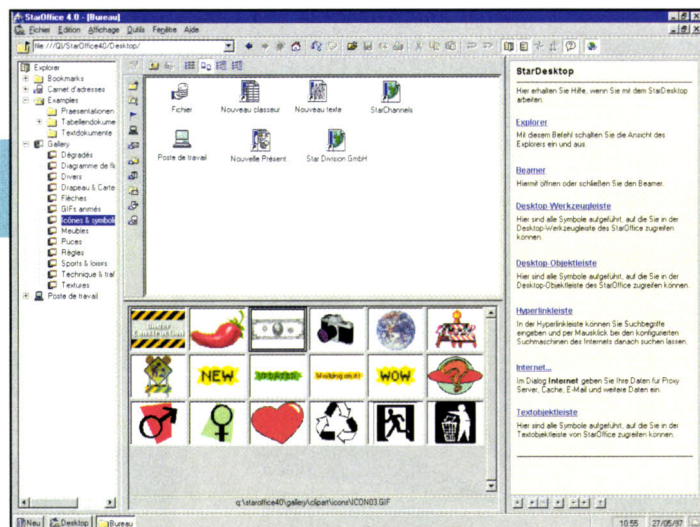 StarOffice 4.0 - [Bureau]
Fichier Edition Affichage Outils Fenêtre Aide
file:///Q|/StarOffice40/Desktop/
Explorer
Bookmarks
Carnet d'adresses
Examples
Praesentationen
Tabellendokume
Textdokumente
Gallery
Dégradés
Diagramme de fl
Divers
Drapeau & Carte
Flèches
GIFs animés
Icônes & symbole
Meubles
Puces
Règles
Sports & loisirs
Technique & traf
Textures
Poste de travail
Fichier Nouveau classeur Nouveau texte StarChannels
Poste de travail Nouvelle Présent Star Division GmbH
Under
Construction
NEW UPDATED Working on it! WOW
q:\staroffice40\gallery\clipart\icons\ICON03.GIF
StarDesktop
Hier erhalten Sie Hilfe, wenn Sie mit dem StarDesktop
arbeiten.
Explorer
Mit diesem Befehl schalten Sie die Ansicht des
Explorers ein und aus.
Beamer
Hiermit öffnen oder schließen Sie den Beamer.
Desktop-Werkzeugleiste
Hier sind alle Symbole aufgeführt, auf die Sie in der
Desktop-Werkzeugleiste des StarOffice zugreifen
können.
Desktop-Objektleiste
Hier sind alle Symbole aufgeführt, auf die Sie in der
Desktop-Objektleiste des StarOffice zugreifen können.
Hyperlinkleiste
In der Hyperlinkleiste können Sie Suchbegriffe
eingeben und per Mausklick bei den konfigurierten
Suchmaschinen des Internets danach suchen lassen.
Internet...
Im Dialog Internet geben Sie Ihre Daten für Proxy
Server, Cache, E-Mail und weitere Daten ein.
Textobjektleiste
Hier sind alle Symbole aufgeführt, auf die Sie in der
Textobjektleiste von StarOffice zugreifen können.
Neu Desktop Bureau
10:55 27/05/97